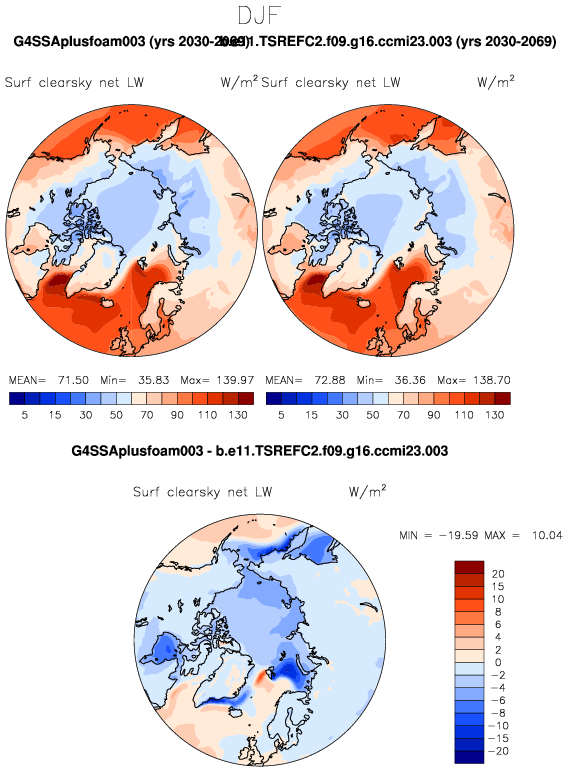 DJF
G4SSAplusfoam003 (yrs 2030-2069) b.e11.TSREFC2.f09.g16.ccmi23.003 (yrs 2030-2069)
Surf clearsky net LW W/m² Surf clearsky net LW W/m²
MEAN= 71.50 Min= 35.83 Max= 139.97 MEAN= 72.88 Min= 36.36 Max= 138.70
5 15 30 50 70 90 110 130 5 15 30 50 70 90 110 130
G4SSAplusfoam003 - b.e11.TSREFC2.f09.g16.ccmi23.003
Surf clearsky net LW W/m²
MIN = -19.59 MAX = 10.04
20
15
10
8
6
4
2
0
-2
-4
-6
-8
-10
-15
-20